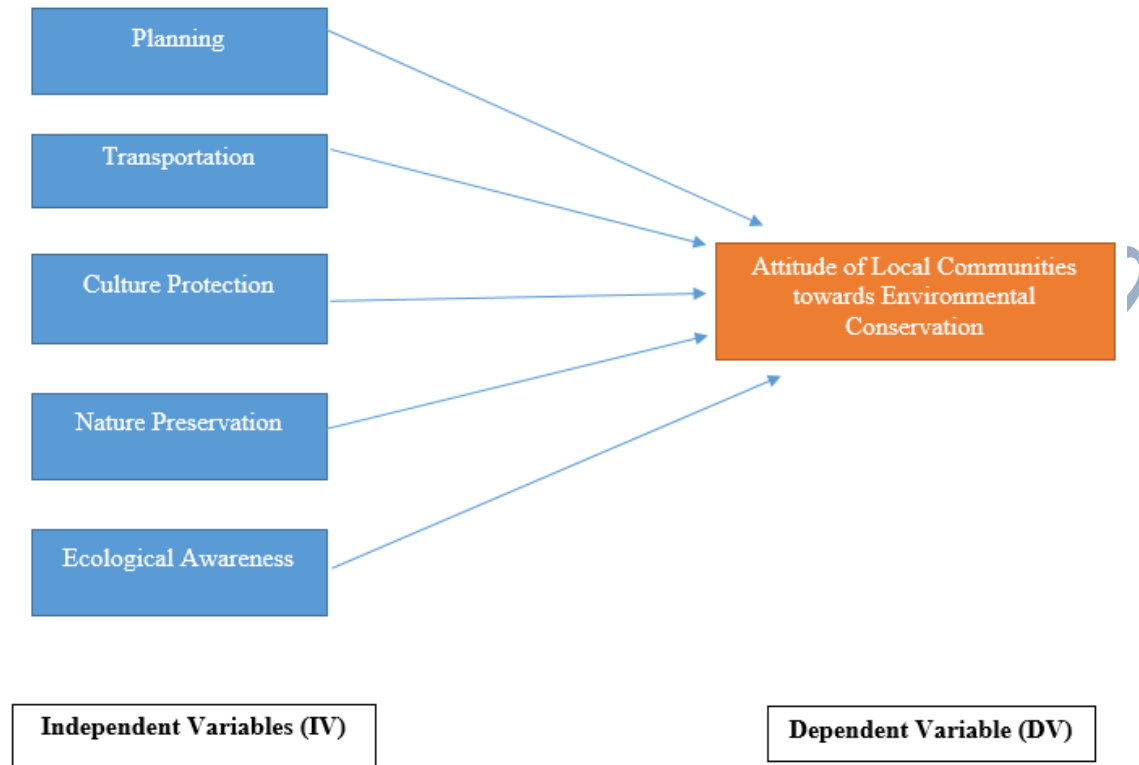 Planning
Transportation
Culture Protection
Nature Preservation
Ecological Awareness
Attitude of Local Communities
towards Environmental
Conservation
Independent Variables (IV)
Dependent Variable (DV)